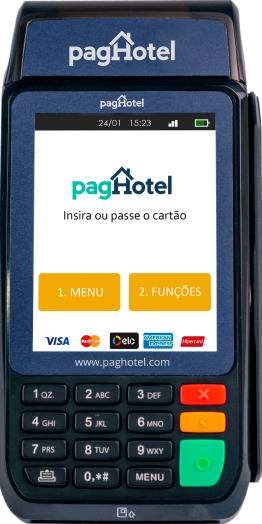 pagHotel
pagHotel
24/01 15:23
pagHotel
Insira ou passe o cartão
1. MENU 2. FUNÇÕES
VISA MasterCard elo AMERICAN EXPRESS Hipercard
www.paghotel.com
1 QZ. 2 ABC 3 DEF X
4 GHI 5 JKL 6 MNO <
7 PRS 8 TUV 9 WXY O
0,*# MENU